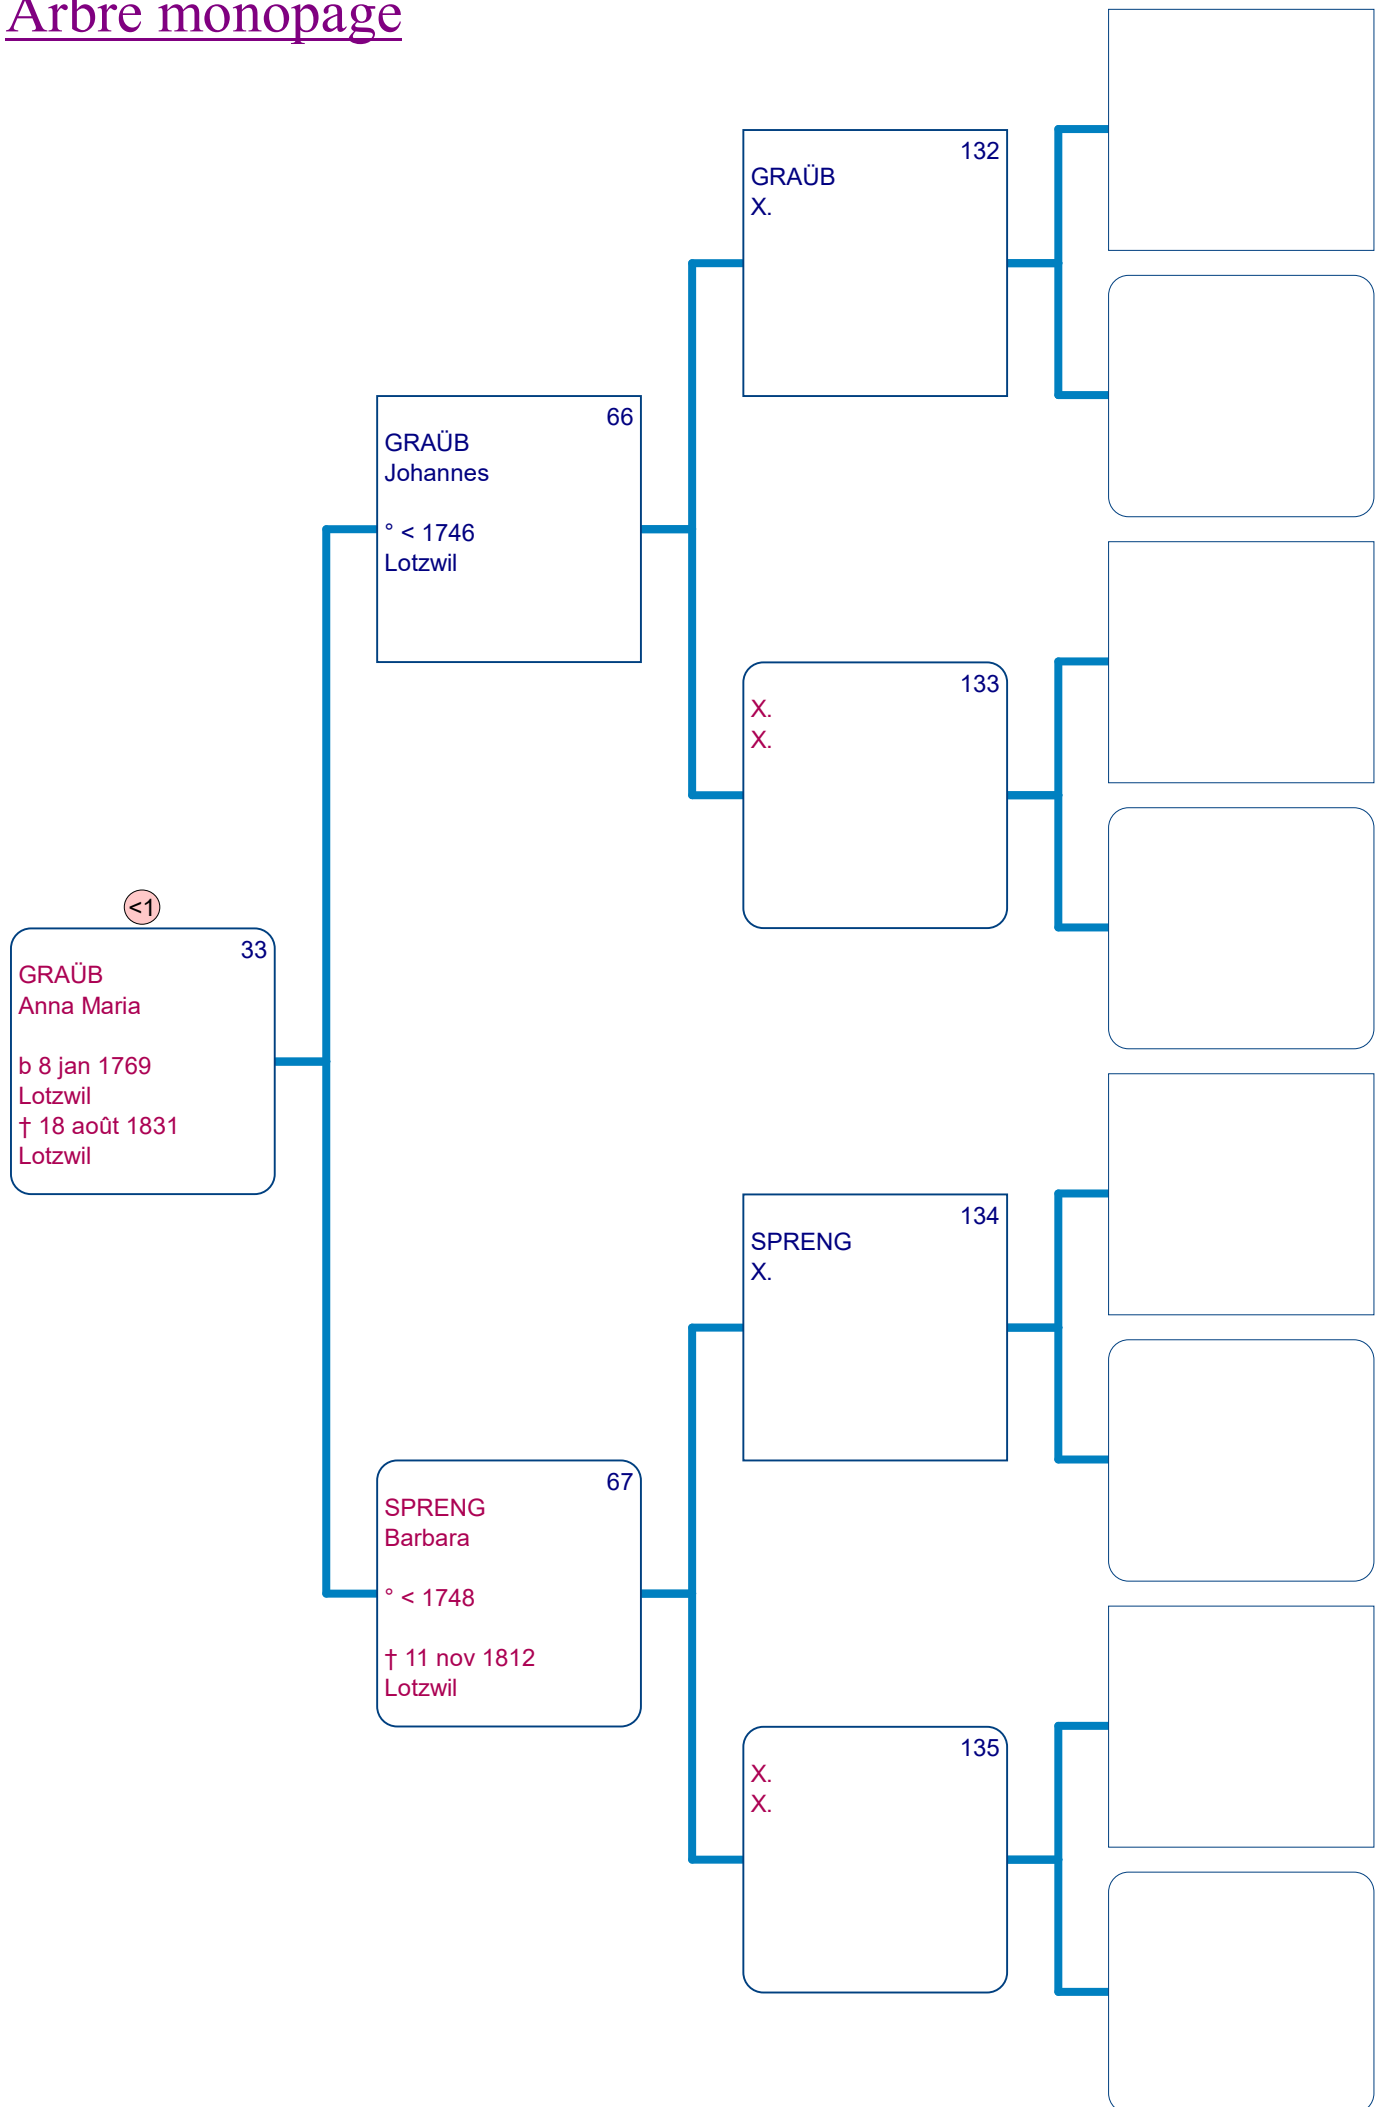 Arbre monopage
132
GRAÜB
X.
66
GRAÜB
Johannes
° < 1746
Lotzwil
133
X.
X.
<1
33
GRAÜB
Anna Maria
b 8 jan 1769
Lotzwil
† 18 août 1831
Lotzwil
134
SPRENG
X.
67
SPRENG
Barbara
° < 1748
† 11 nov 1812
Lotzwil
135
X.
X.